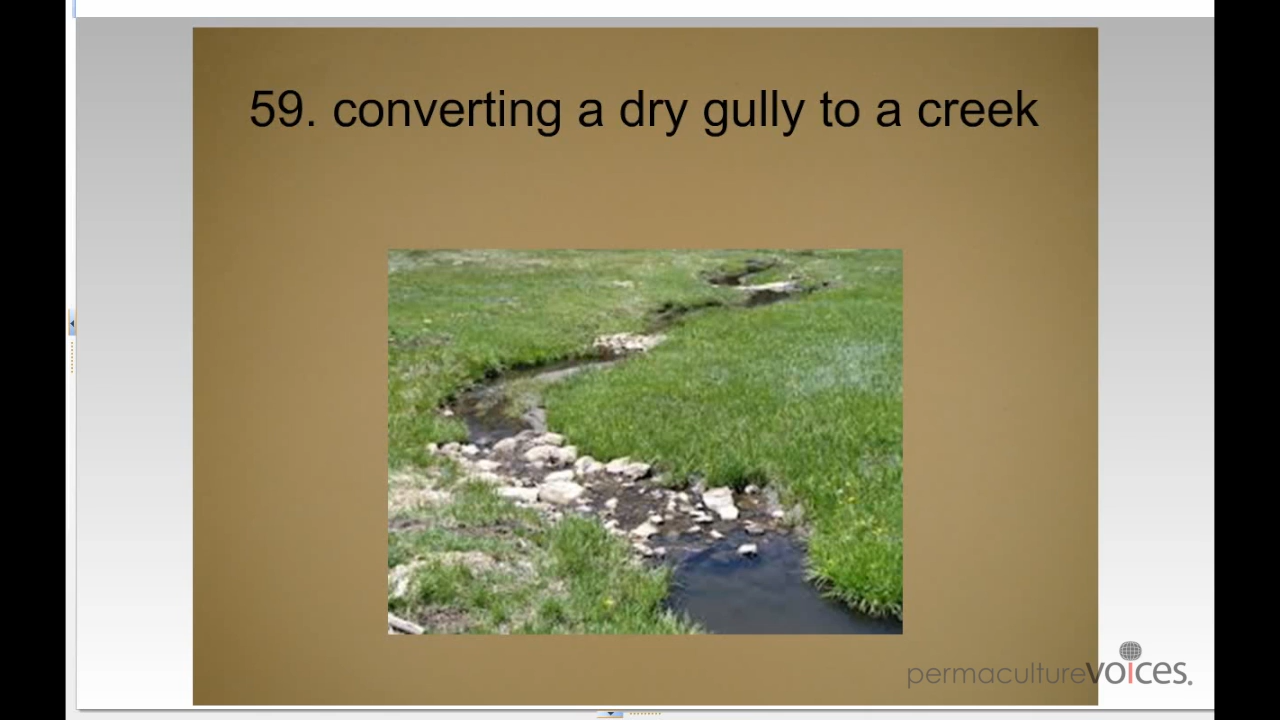 59. converting a dry gully to a creek
permaculturevoices.